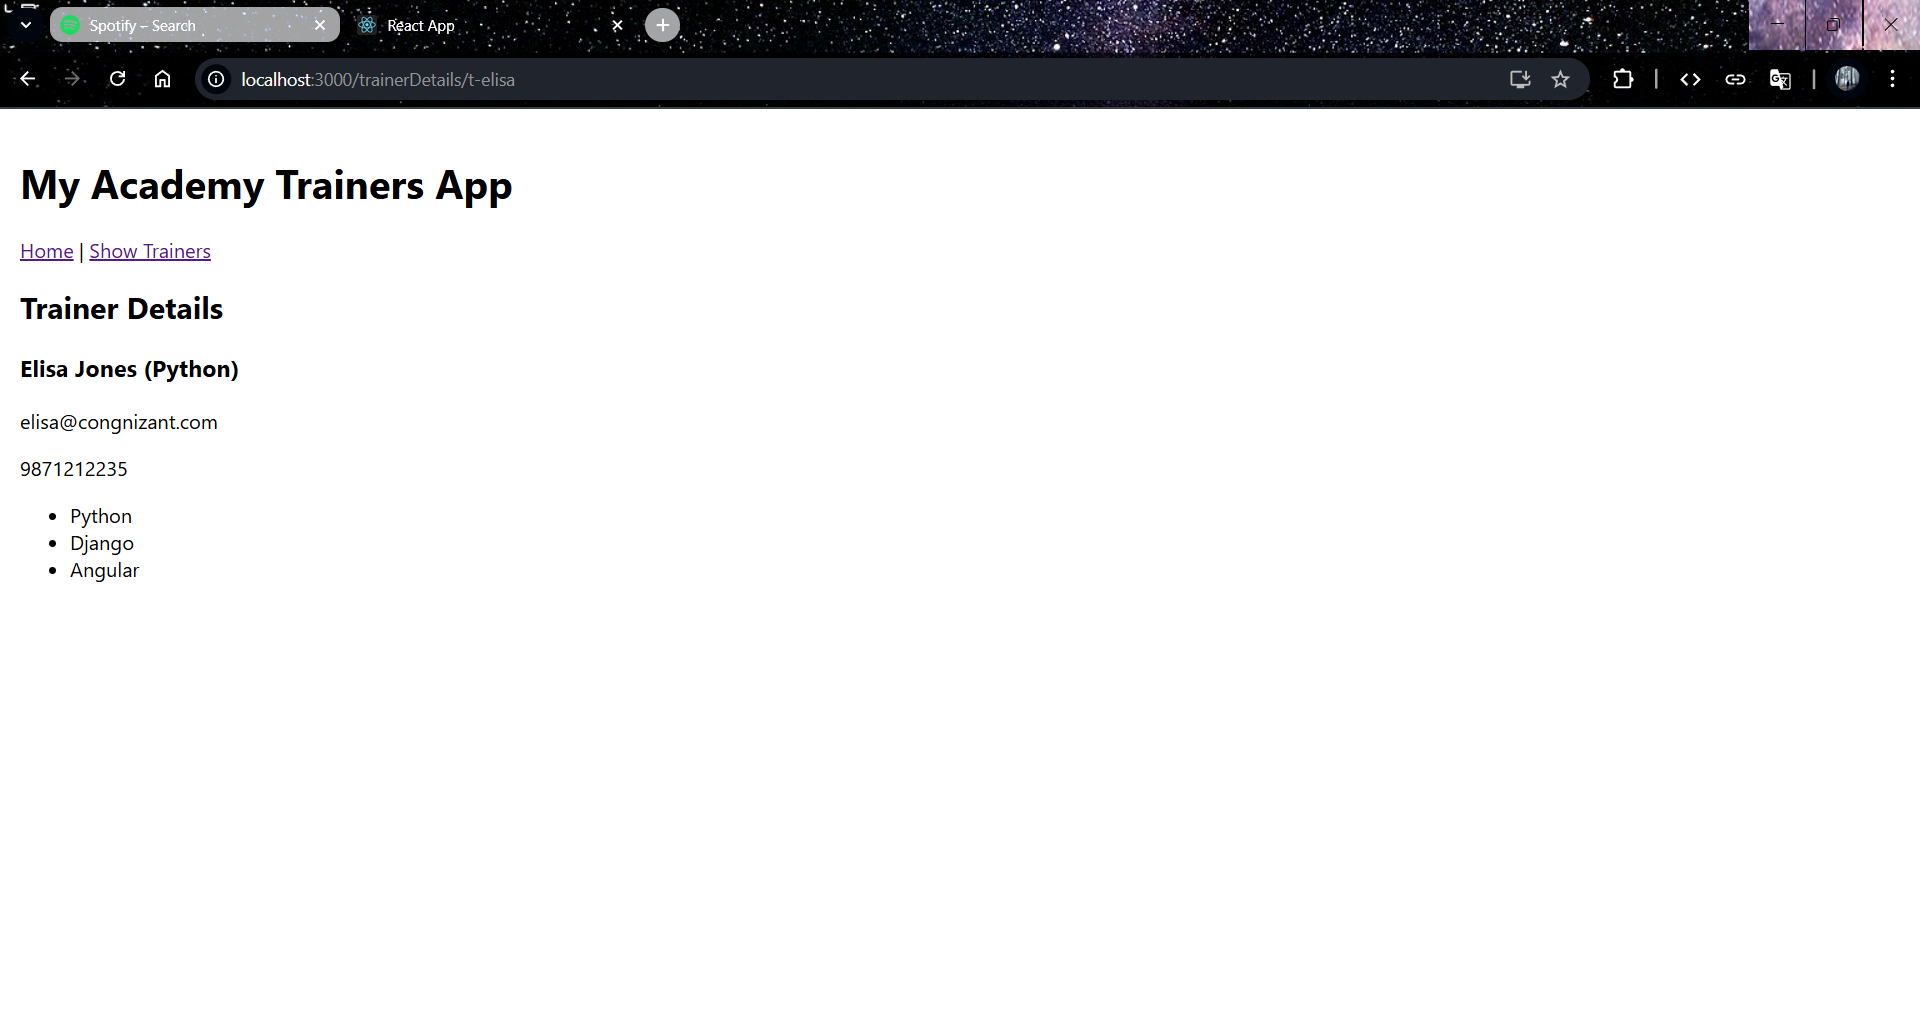 Spotify – Search
React App
localhost:3000/trainerDetails/t-elisa
My Academy Trainers App
Home | Show Trainers
Trainer Details
Elisa Jones (Python)
elisa@congnizant.com
9871212235
• Python
• Django
• Angular